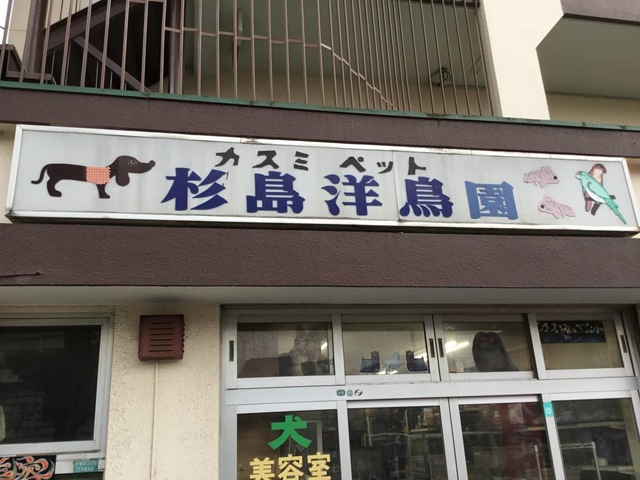 カスミ ペット
杉島洋鳥園
犬
美容室